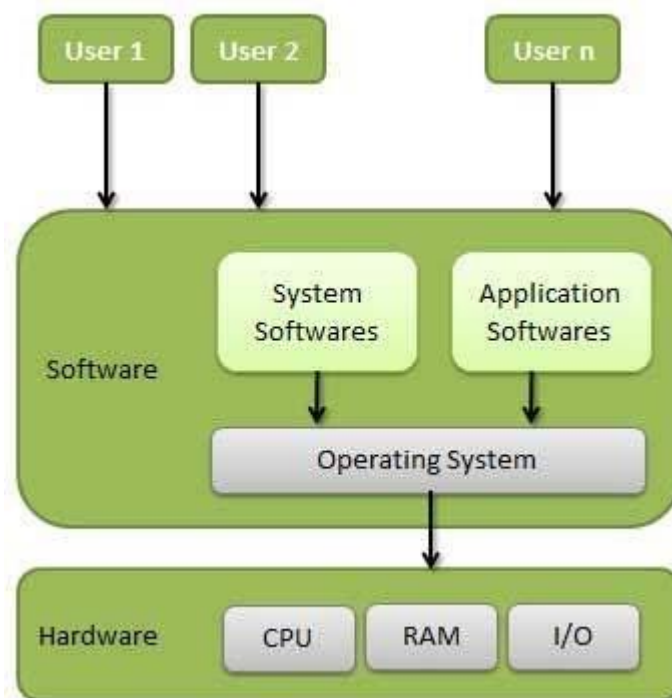 User 1
User 2
User n
System
Softwares
Application
Softwares
Software
Operating System
Hardware
CPU
RAM
I/O